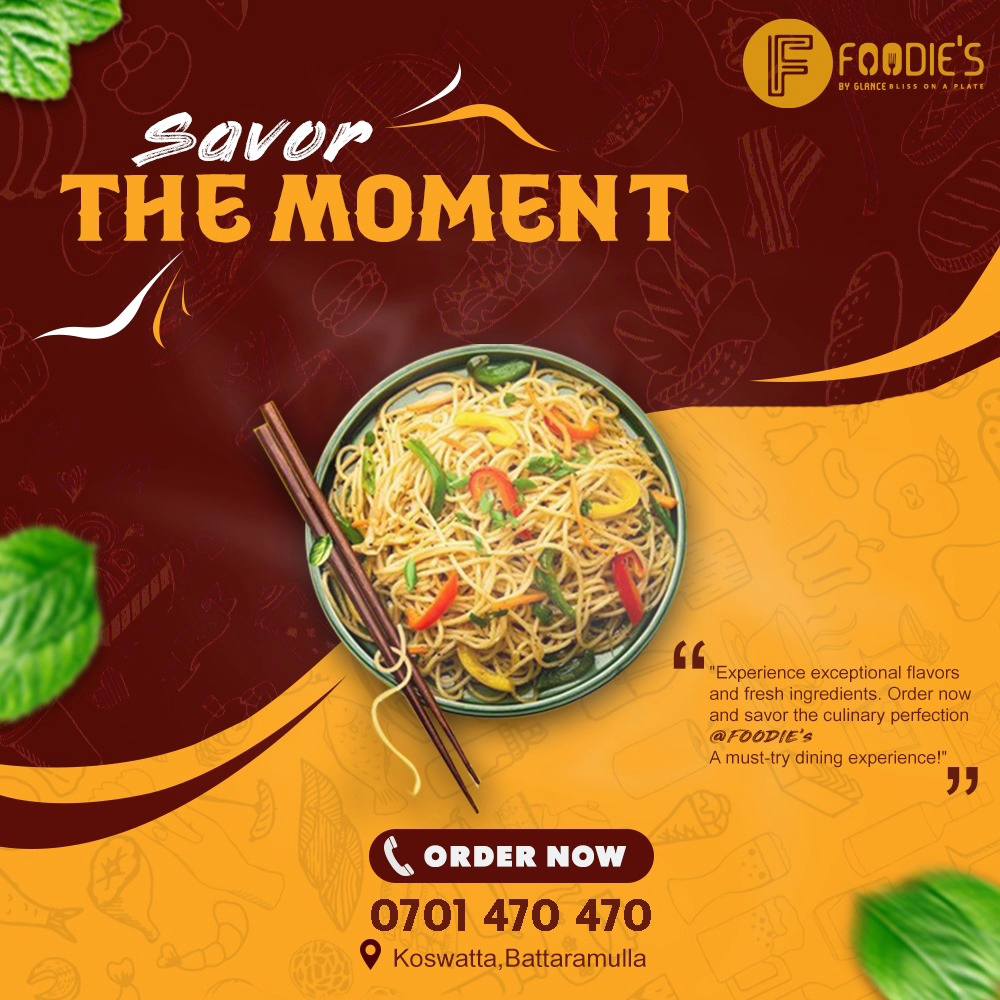 F FOODIE'S
BY GLANCE BLISS ON A PLATE
Savor
THE MOMENT
“
"Experience exceptional flavors
and fresh ingredients. Order now
and savor the culinary perfection
@FOODIE's
A must-try dining experience!"
”
ORDER NOW
0701 470 470
Koswatta,Battaramulla